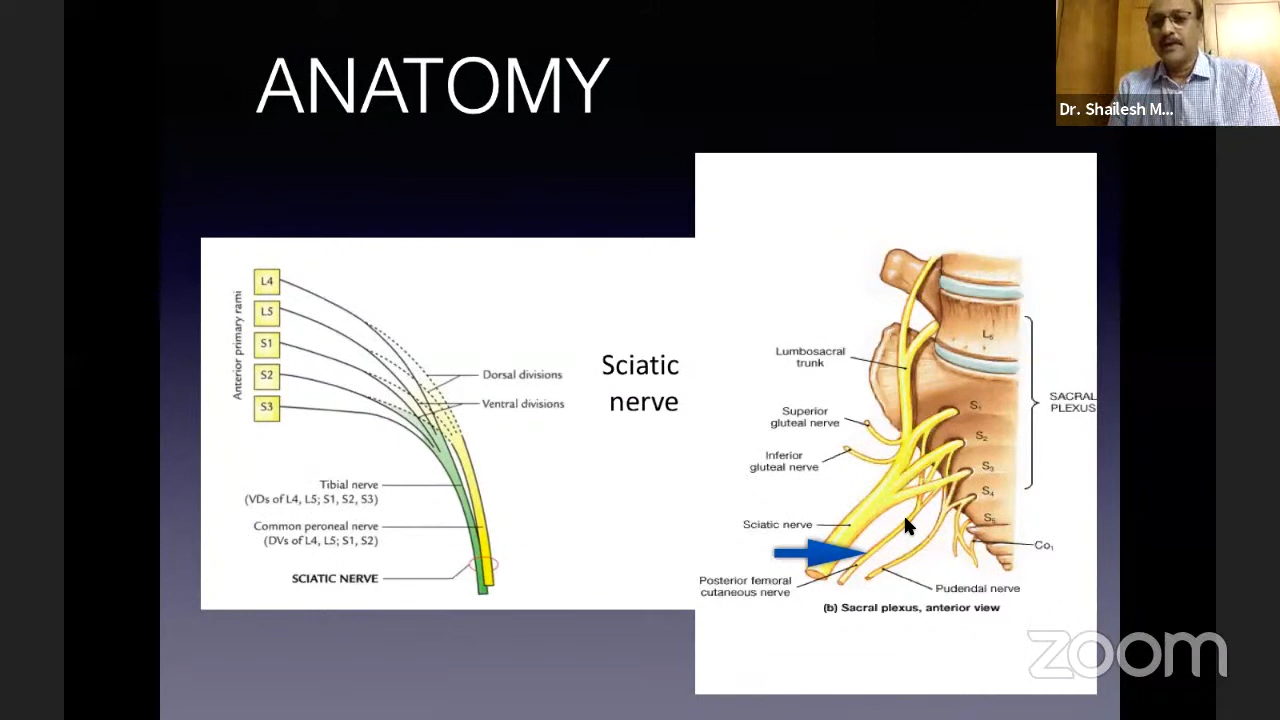 ANATOMY
Dr. Shailesh M...
Anterior primary rami
L4
L5
S1
S2
S3
Dorsal divisions
Ventral divisions
Tibial nerve
(VDs of L4, L5; S1, S2, S3)
Common peroneal nerve
(DVs of L4, L5; S1, S2)
SCIATIC NERVE
Sciatic
nerve
Lumbosacral
trunk
Superior
gluteal nerve
Inferior
gluteal nerve
Sciatic nerve
Posterior femoral
cutaneous nerve
L5
S1
S2
S3
S4
S5
Co1
SACRAL
PLEXUS
Pudendal nerve
(b) Sacral plexus, anterior view
zoom